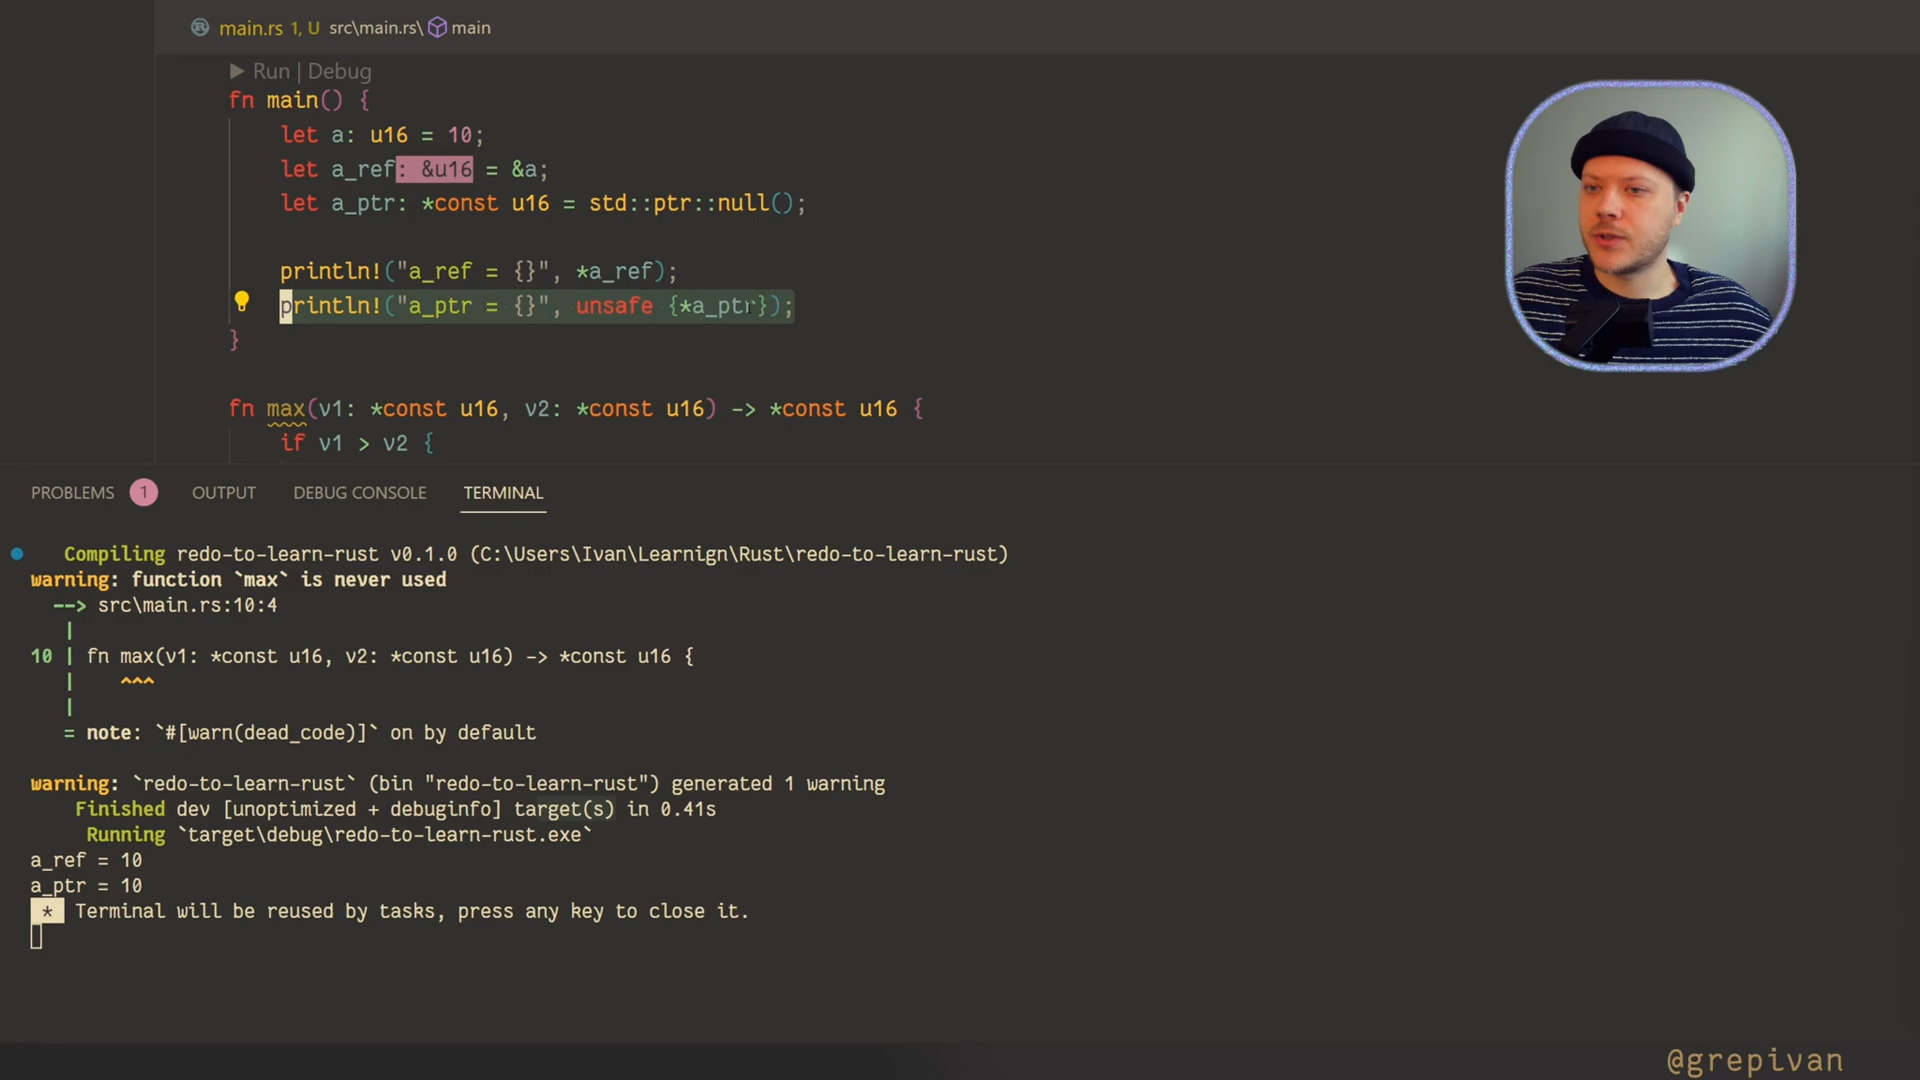 main.rs 1, U src\main.rs\ main
Run | Debug
fn main() {
let a: u16 = 10;
let a_ref: &u16 = &a;
let a_ptr: *const u16 = std::ptr::null();
println!("a_ref = {}", *a_ref);
println!("a_ptr = {}", unsafe {*a_ptr});
}
fn max(v1: *const u16, v2: *const u16) -> *const u16 {
if v1 > v2 {
PROBLEMS 1 OUTPUT DEBUG CONSOLE TERMINAL
Compiling redo-to-learn-rust v0.1.0 (C:\Users\Ivan\Learnign\Rust\redo-to-learn-rust)
warning: function `max` is never used
--> src\main.rs:10:4
|
10 | fn max(v1: *const u16, v2: *const u16) -> *const u16 {
| ^^^
|
= note: `#[warn(dead_code)]` on by default
warning: `redo-to-learn-rust` (bin "redo-to-learn-rust") generated 1 warning
Finished dev [unoptimized + debuginfo] target(s) in 0.41s
Running `target\debug\redo-to-learn-rust.exe`
a_ref = 10
a_ptr = 10
* Terminal will be reused by tasks, press any key to close it.
@grepivan